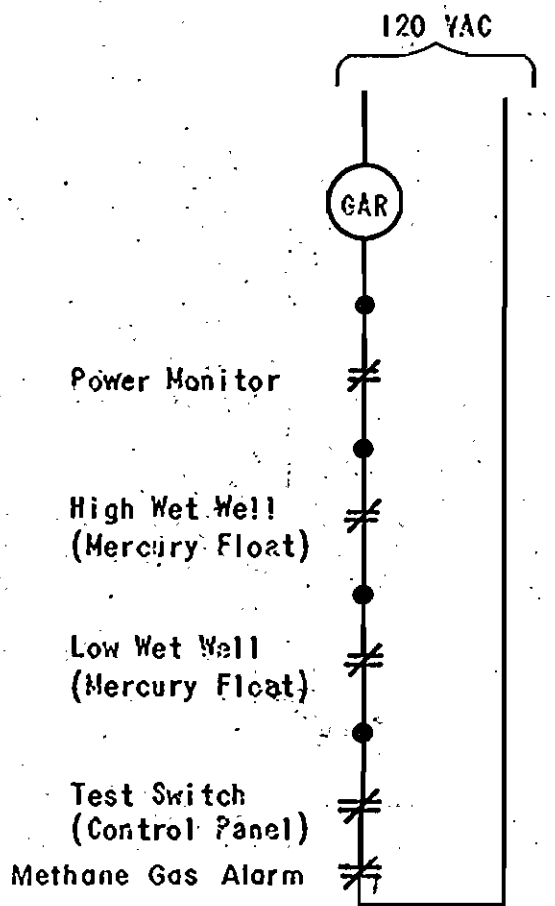 120 VAC
GAR
Power Monitor
High Wet Well
(Mercury Float)
Low Wet Well
(Mercury Float)
Test Switch
(Control Panel)
Methane Gas Alarm